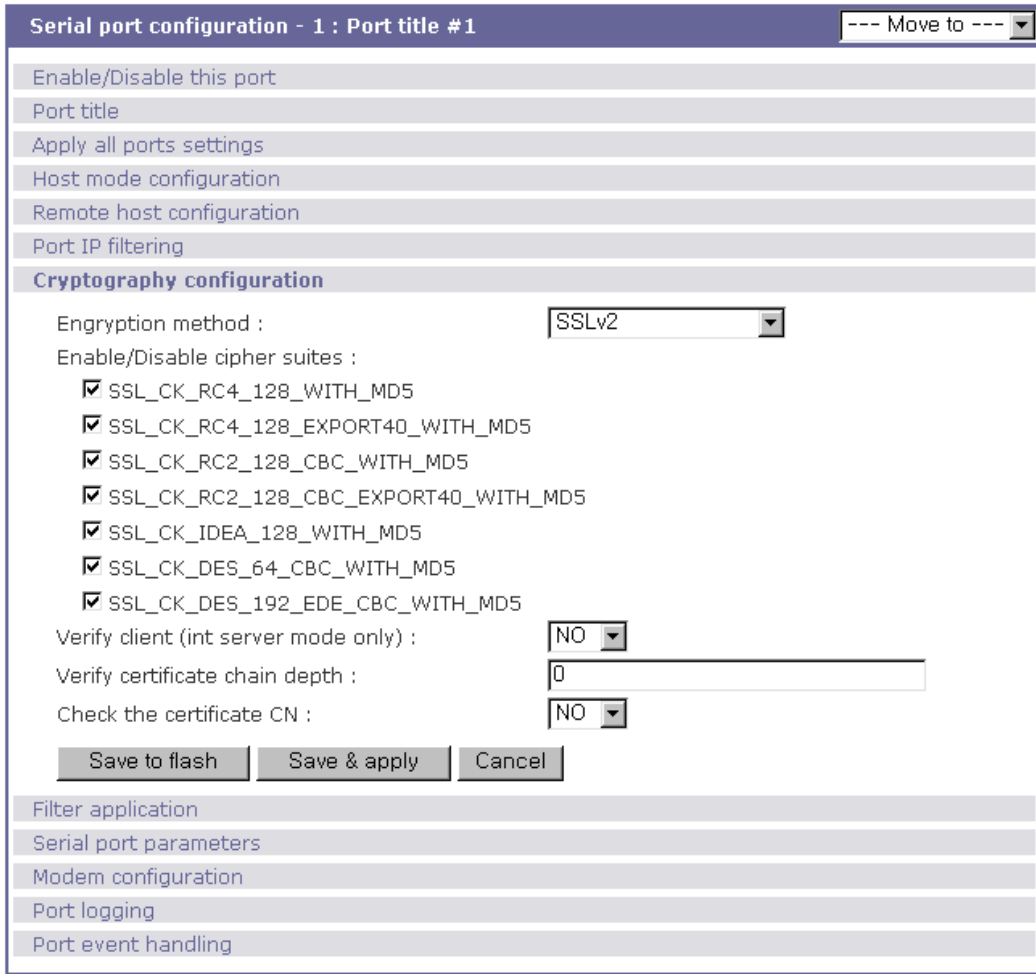 Serial port configuration - 1 : Port title #1 --- Move to ---
Enable/Disable this port
Port title
Apply all ports settings
Host mode configuration
Remote host configuration
Port IP filtering
Cryptography configuration
Engryption method : SSLv2
Enable/Disable cipher suites :
SSL_CK_RC4_128_WITH_MD5
SSL_CK_RC4_128_EXPORT40_WITH_MD5
SSL_CK_RC2_128_CBC_WITH_MD5
SSL_CK_RC2_128_CBC_EXPORT40_WITH_MD5
SSL_CK_IDEA_128_WITH_MD5
SSL_CK_DES_64_CBC_WITH_MD5
SSL_CK_DES_192_EDE_CBC_WITH_MD5
Verify client (int server mode only) : NO
Verify certificate chain depth : 0
Check the certificate CN : NO
Save to flash Save & apply Cancel
Filter application
Serial port parameters
Modem configuration
Port logging
Port event handling